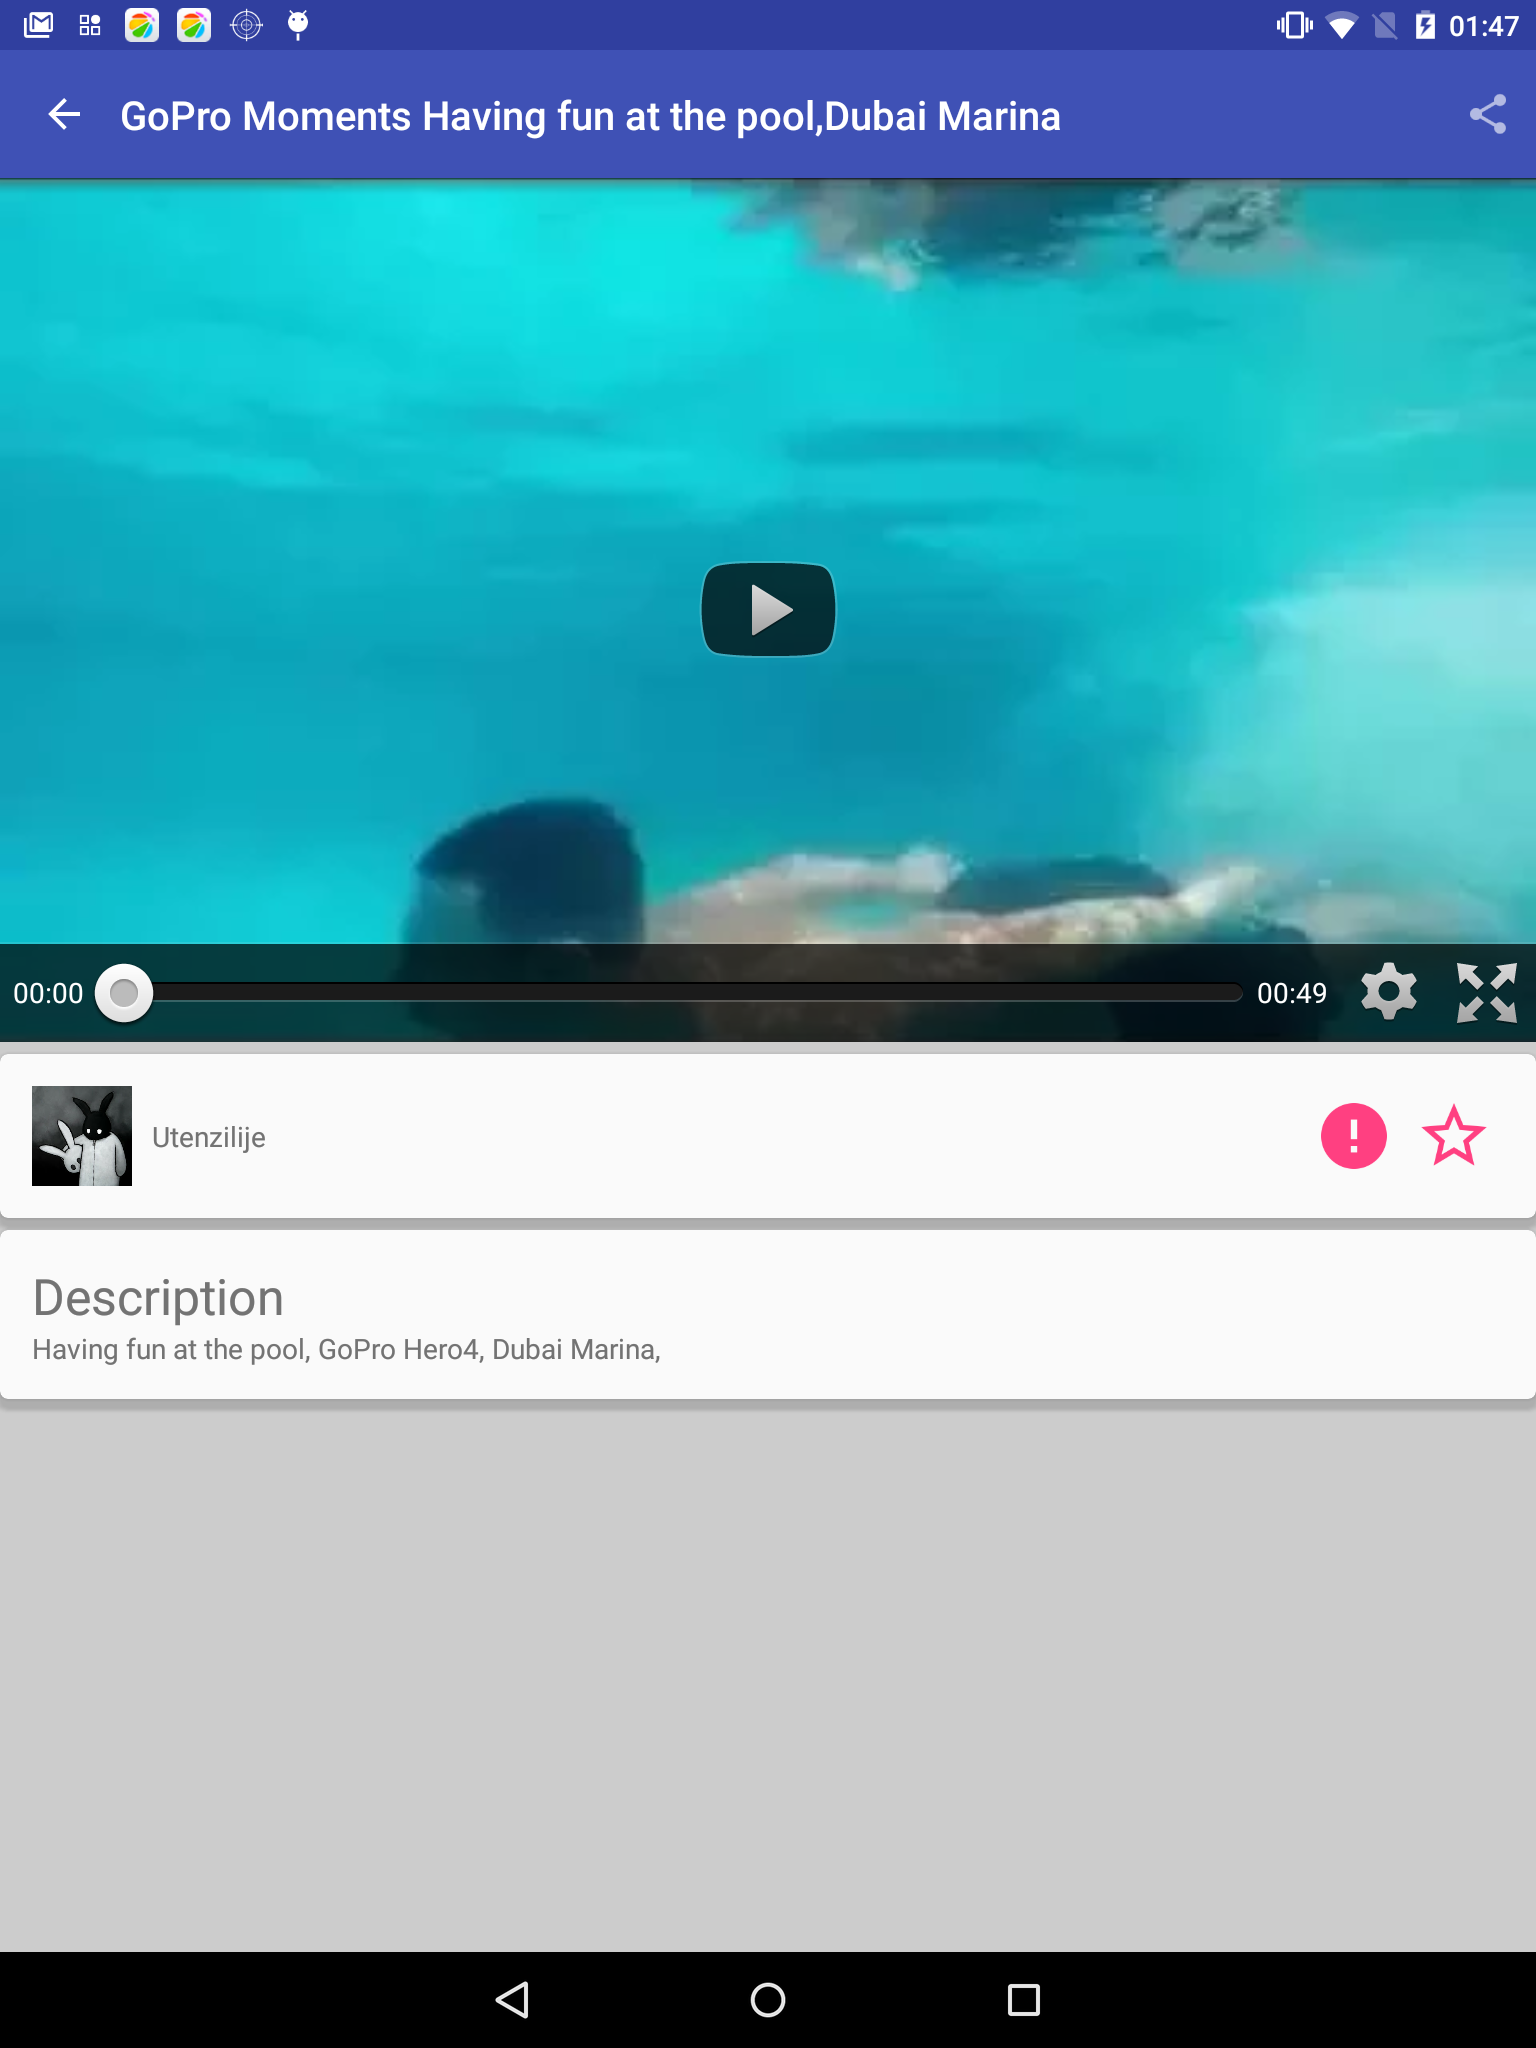 01:47
GoPro Moments Having fun at the pool,Dubai Marina
00:00
00:49
Utenzilije
Description
Having fun at the pool, GoPro Hero4, Dubai Marina,